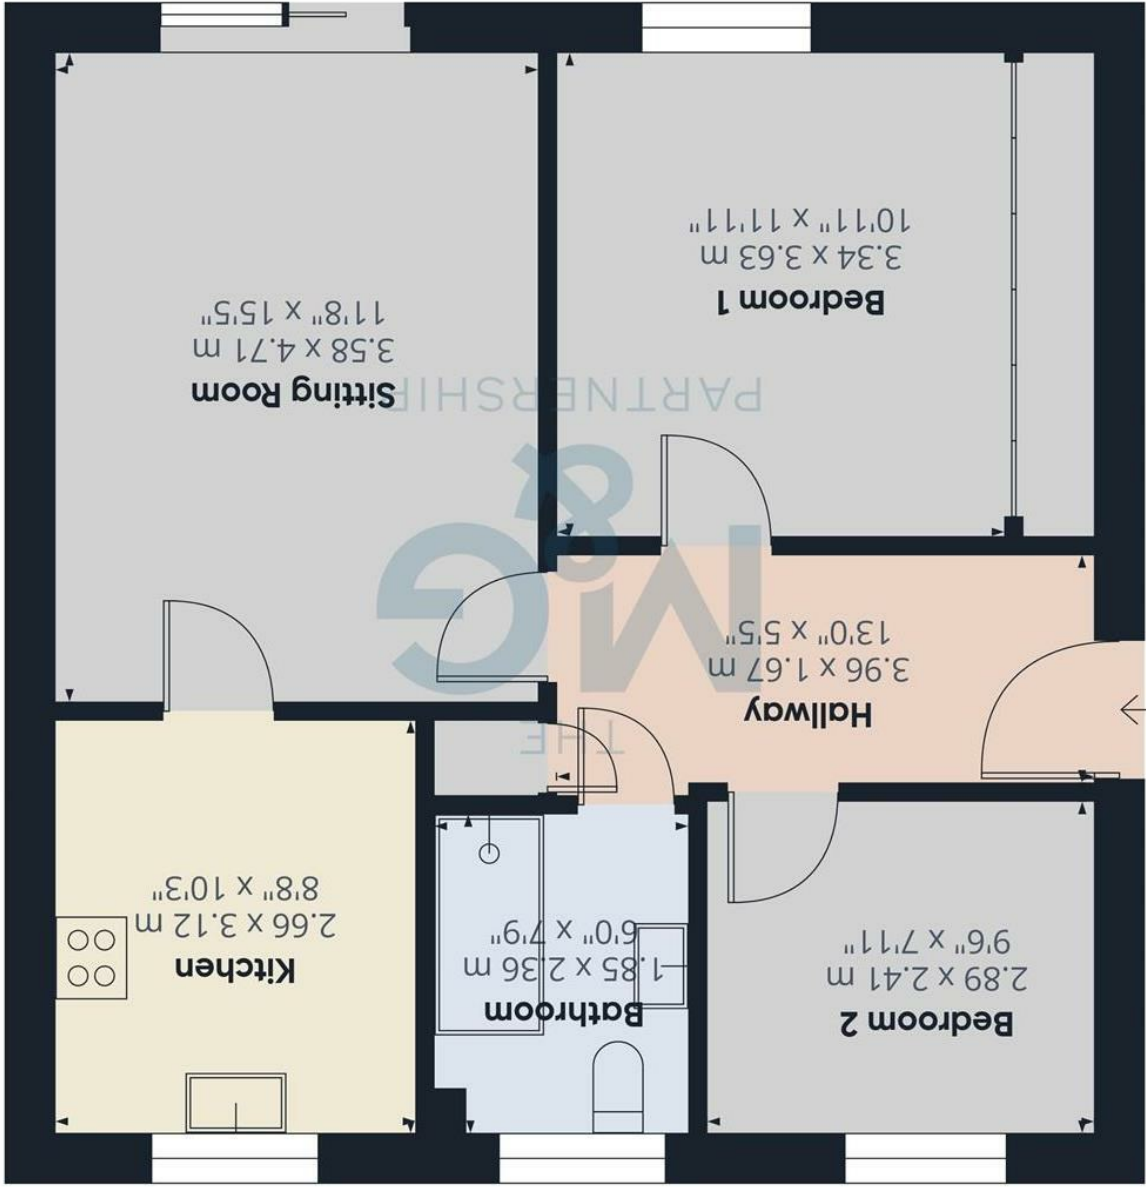 Bedroom 2
2.89 x 2.41 m
9'6" x 7'11"
Bathroom
1.85 x 2.36 m
6'0" x 7'9"
Kitchen
2.66 x 3.12 m
8'8" x 10'3"
Hallway
3.96 x 1.67 m
13'0" x 5'5"
THE
M&G
PARTNERSHIP
Bedroom 1
3.34 x 3.63 m
10'11" x 11'11"
Sitting Room
3.58 x 4.71 m
11'8" x 15'5"